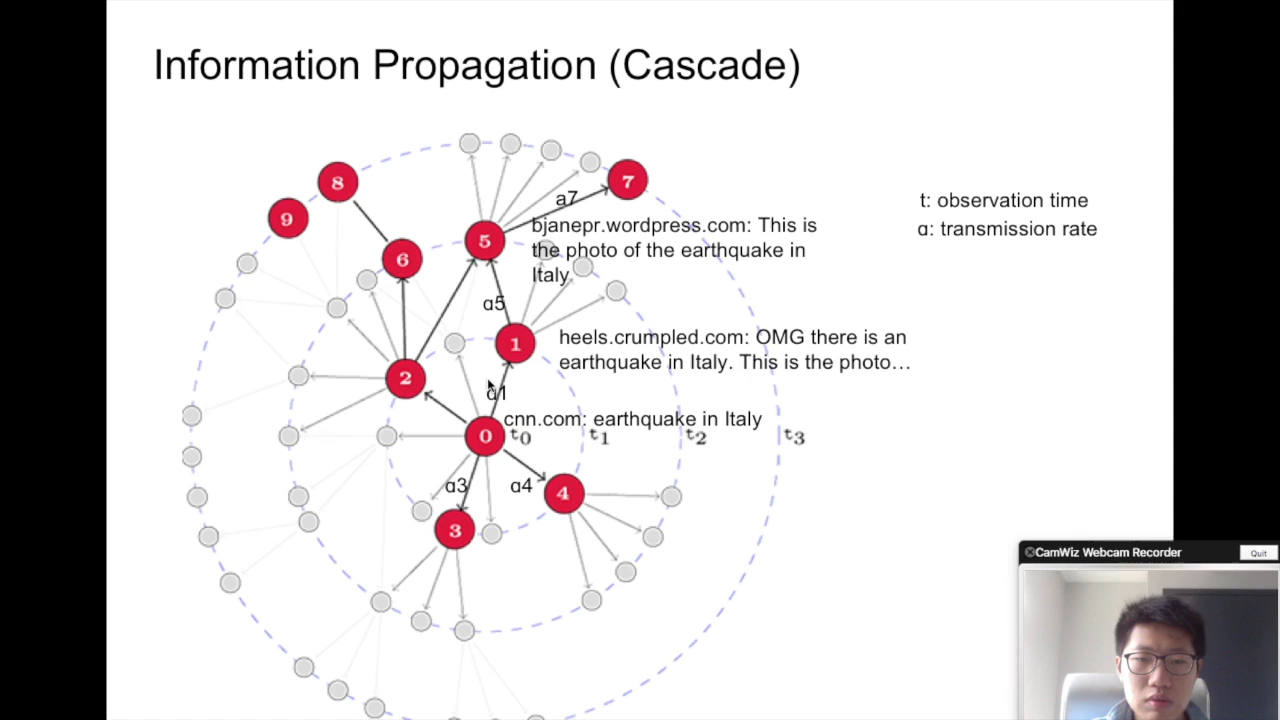 Information Propagation (Cascade)
8
7
9
a7
t: observation time
bjanepr.wordpress.com: This is
α: transmission rate
5
the photo of the earthquake in
6
Italy
α5
heels.crumpled.com: OMG there is an
1
earthquake in Italy. This is the photo…
2
α1
cnn.com: earthquake in Italy
0
t0
t1
t2
t3
α3
α4
4
3
CamWiz Webcam Recorder
Quit